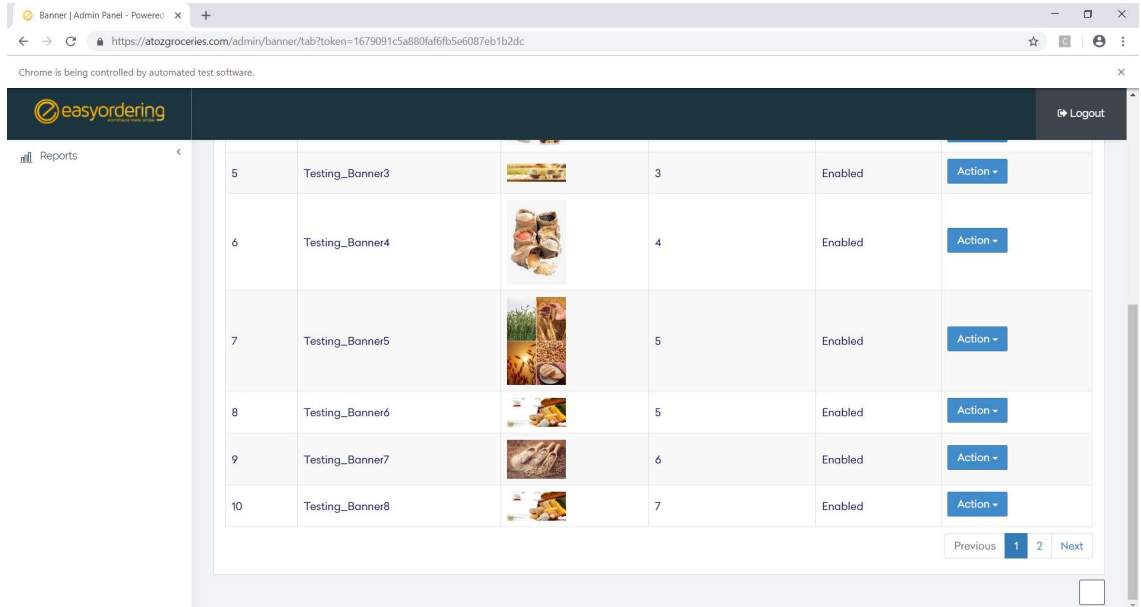 Banner | Admin Panel - Powered
https://atozgroceries.com/admin/banner/tab?token=1679091c5a880faf6fb5e6087eb1b2dc
C
Chrome is being controlled by automated test software.
easyordering
ecommerce made simple
Logout
Reports
5 Testing_Banner3 3 Enabled Action
6 Testing_Banner4 4 Enabled Action
7 Testing_Banner5 5 Enabled Action
8 Testing_Banner6 5 Enabled Action
9 Testing_Banner7 6 Enabled Action
10 Testing_Banner8 7 Enabled Action
Previous 1 2 Next